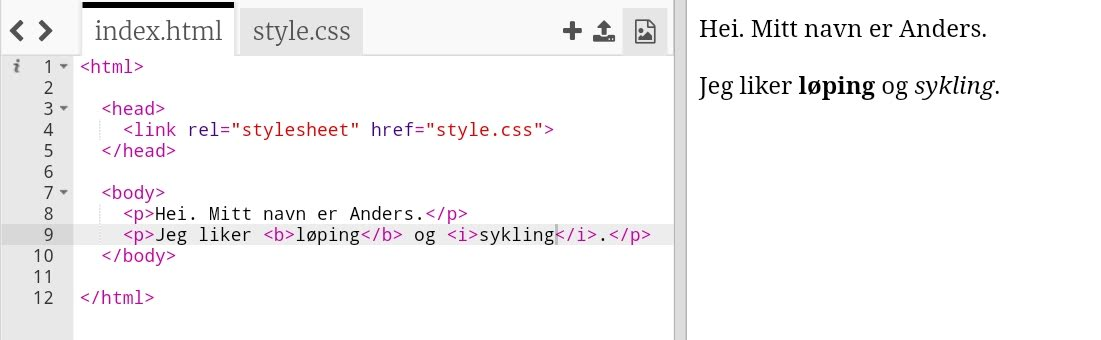 index.html style.css
i 1 <html>
2
3 <head>
4 <link rel="stylesheet" href="style.css">
5 </head>
6
7 <body>
8 <p>Hei. Mitt navn er Anders.</p>
9 <p>Jeg liker <b>løping</b> og <i>sykling</i>.</p>
10 </body>
11
12 </html>
Hei. Mitt navn er Anders.
Jeg liker løping og sykling.